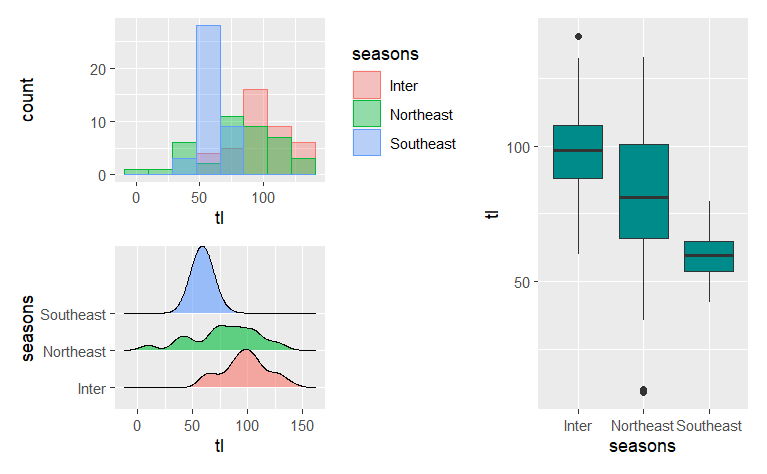 count
20
10
0
0 50 100
tl
seasons
Inter
Northeast
Southeast
seasons
Southeast
Northeast
Inter
0 50 100 150
tl
tl
100
50
Inter Northeast Southeast
seasons